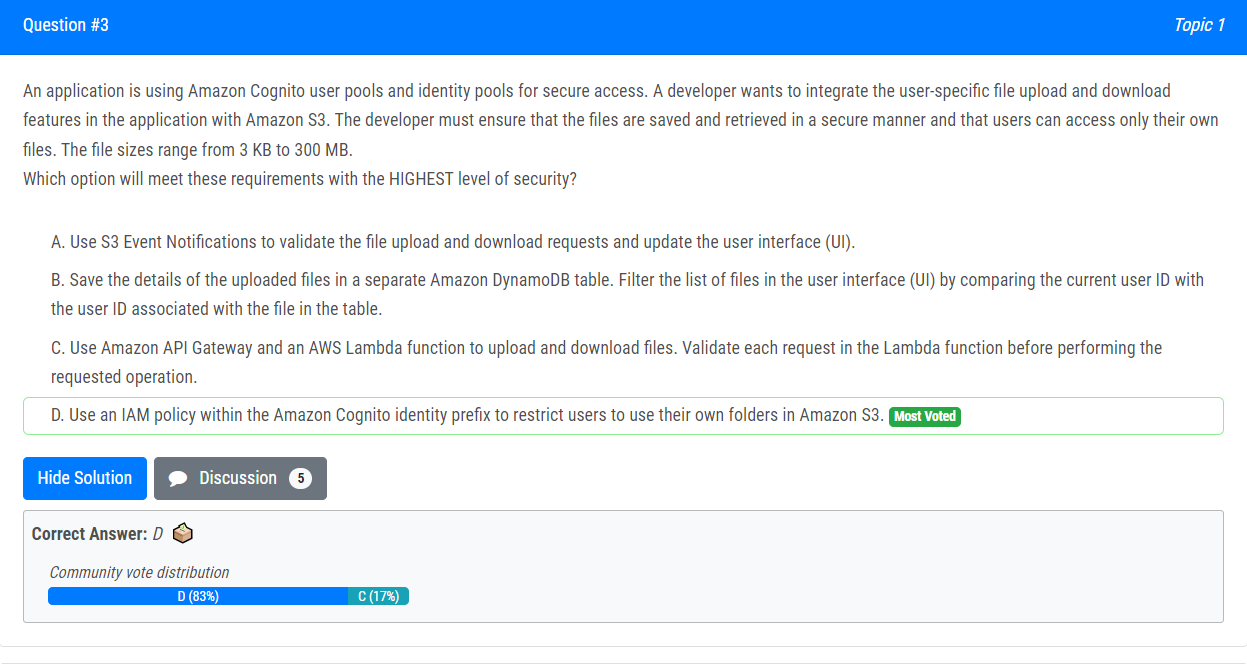 Question #3
Topic 1
An application is using Amazon Cognito user pools and identity pools for secure access. A developer wants to integrate the user-specific file upload and download
features in the application with Amazon S3. The developer must ensure that the files are saved and retrieved in a secure manner and that users can access only their own
files. The file sizes range from 3 KB to 300 MB.
Which option will meet these requirements with the HIGHEST level of security?
A. Use S3 Event Notifications to validate the file upload and download requests and update the user interface (UI).
B. Save the details of the uploaded files in a separate Amazon DynamoDB table. Filter the list of files in the user interface (UI) by comparing the current user ID with
the user ID associated with the file in the table.
C. Use Amazon API Gateway and an AWS Lambda function to upload and download files. Validate each request in the Lambda function before performing the
requested operation.
D. Use an IAM policy within the Amazon Cognito identity prefix to restrict users to use their own folders in Amazon S3. Most Voted
Hide Solution
Discussion 5
Correct Answer: D
Community vote distribution
D (83%)
C (17%)